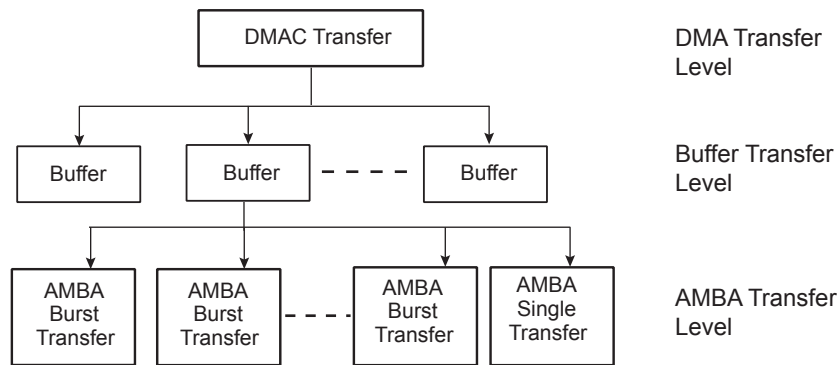 DMAC Transfer
DMA Transfer
Level
Buffer
Buffer
Buffer
Buffer Transfer
Level
AMBA
Burst
Transfer
AMBA
Burst
Transfer
AMBA
Burst
Transfer
AMBA
Single
Transfer
AMBA Transfer
Level